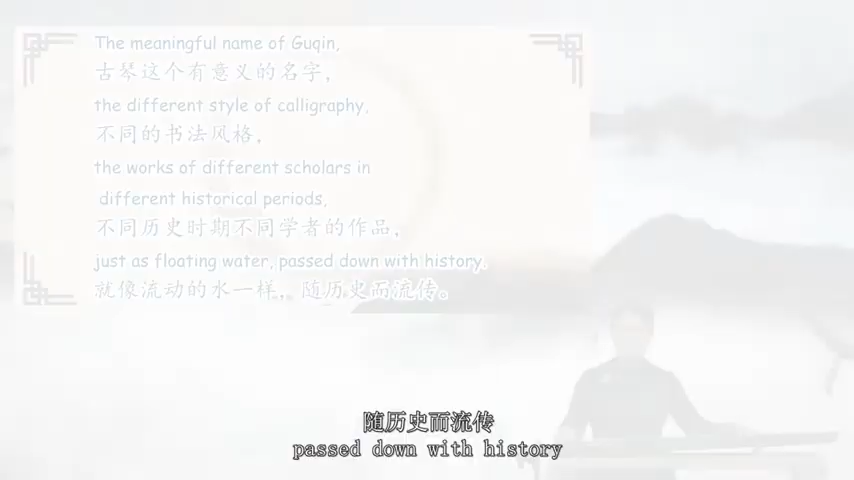 The meaningful name of Guqin,
古琴这个有意义的名字，
the different style of calligraphy,
不同的书法风格，
the works of different scholars in
different historical periods,
不同历史时期不同学者的作品，
just as floating water, passed down with history.
就像流动的水一样，随历史而流传。
随历史而流传
passed down with history